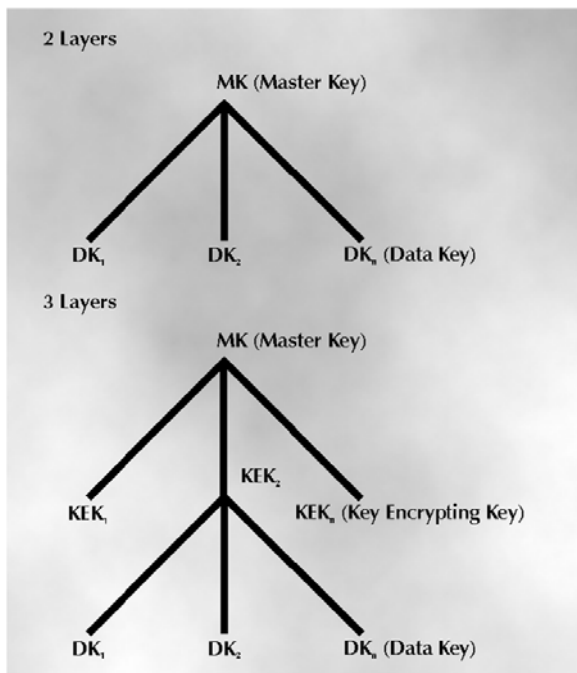 2 Layers
MK (Master Key)
DK₁ DK₂ DKₙ (Data Key)
3 Layers
MK (Master Key)
KEK₂
KEK₁ KEKₙ (Key Encrypting Key)
DK₁ DK₂ DKₙ (Data Key)